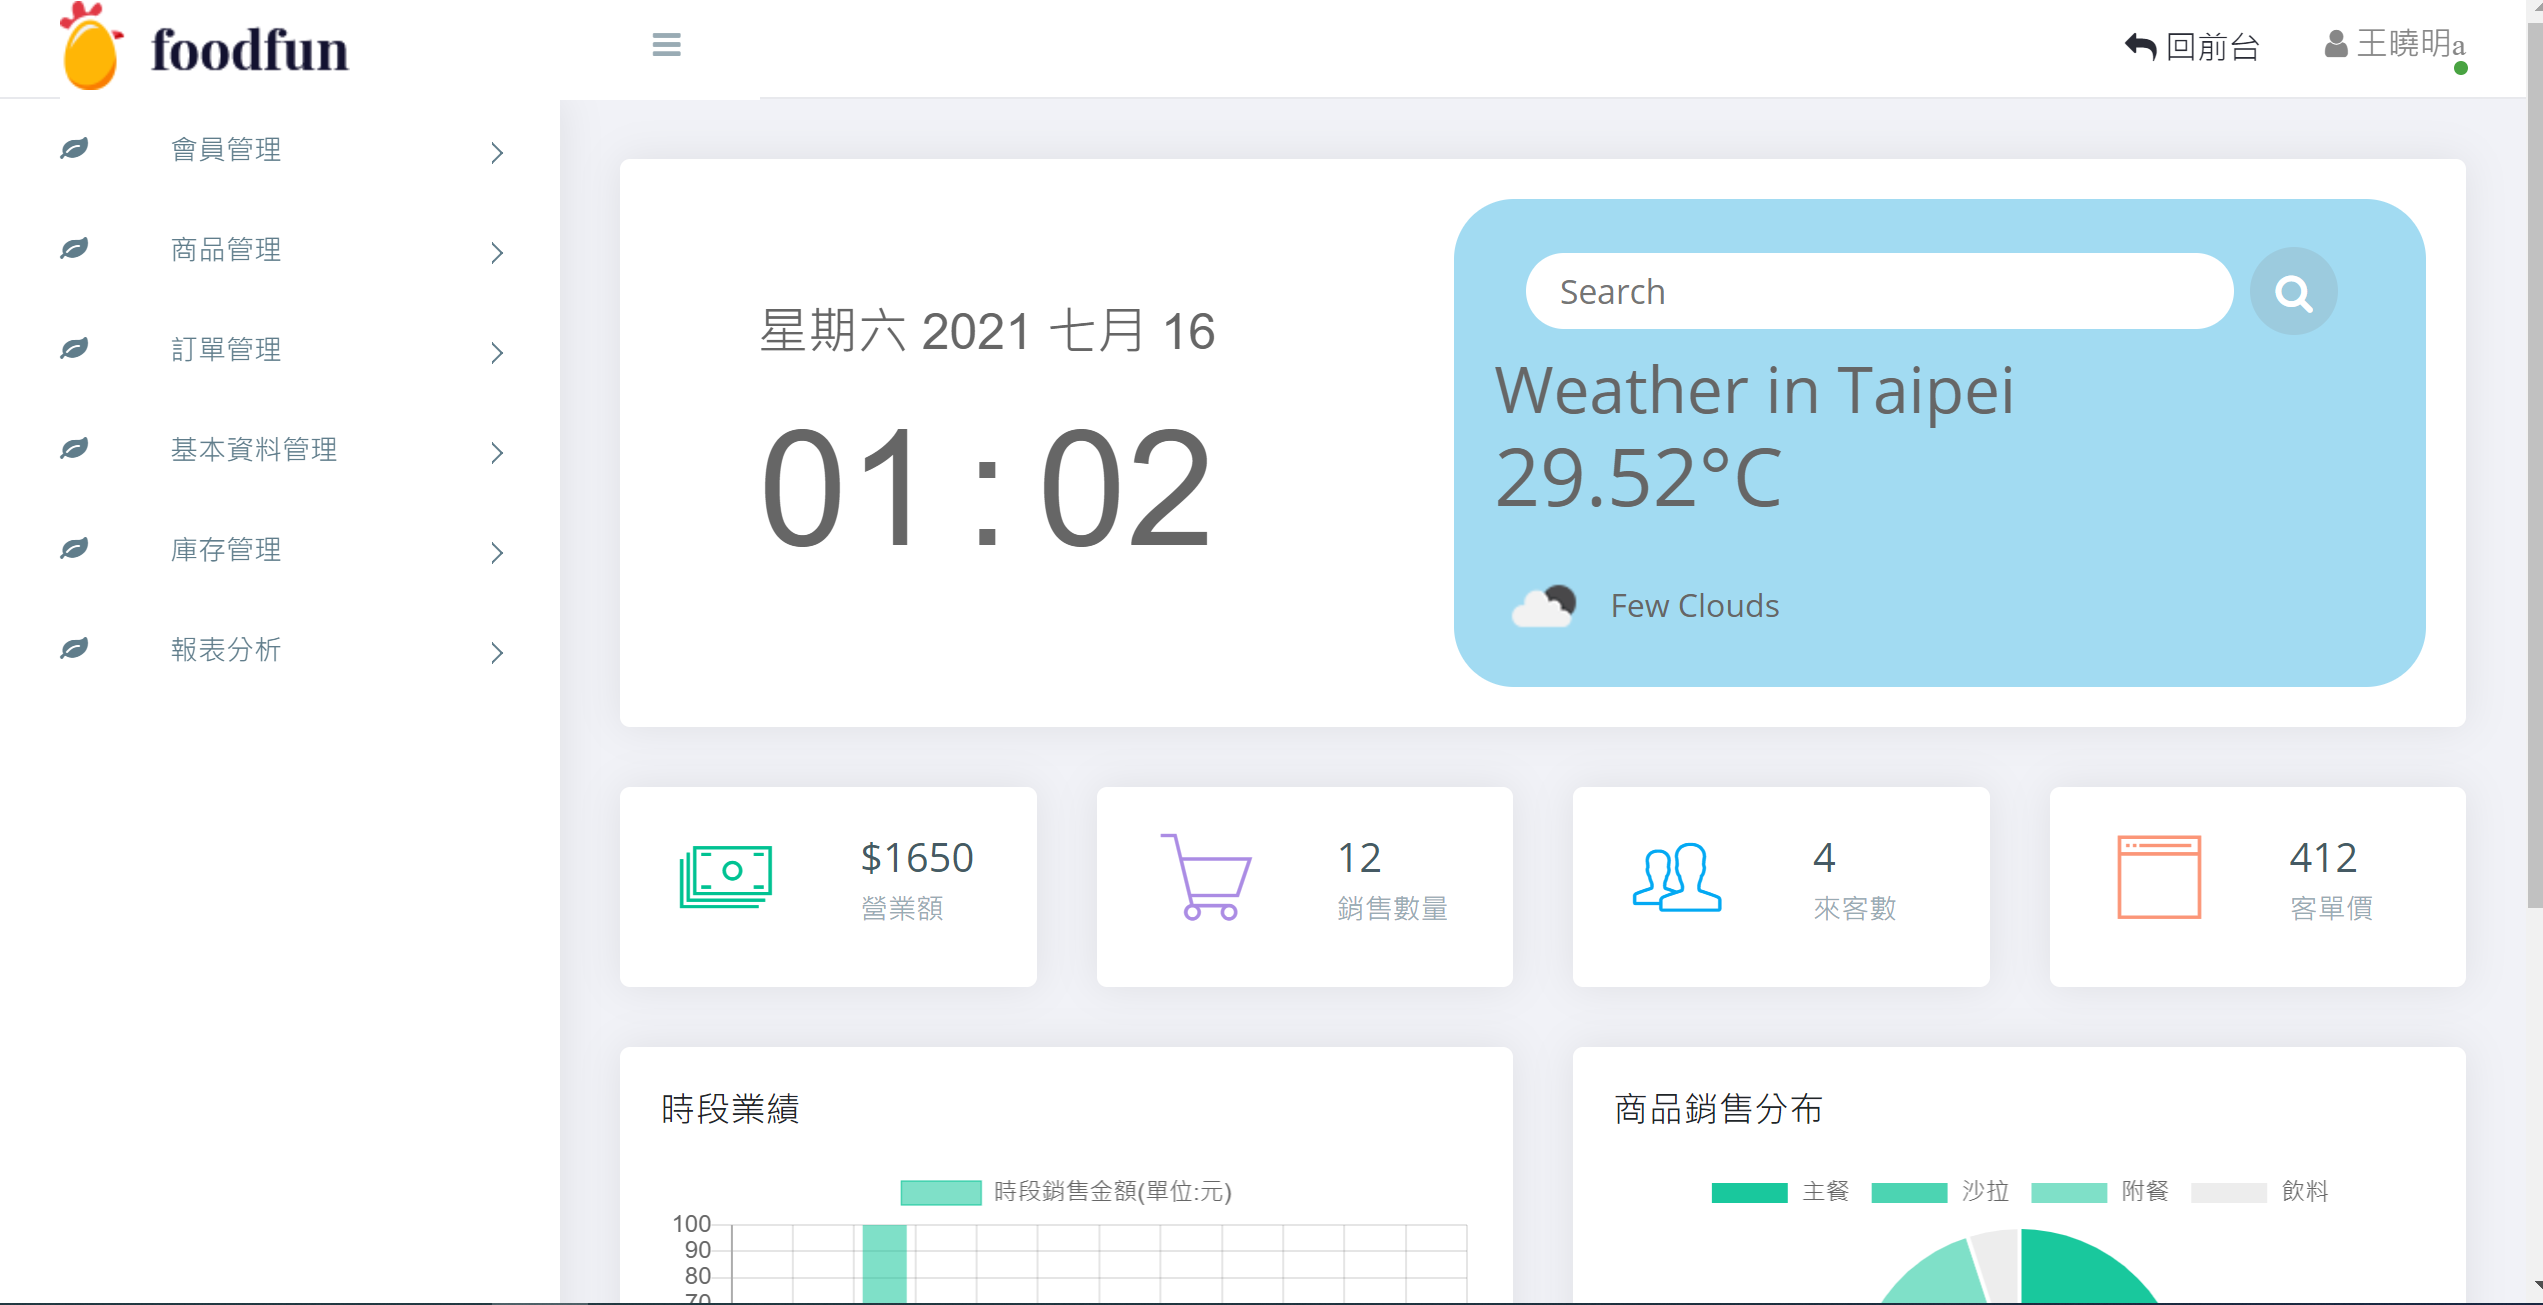 foodfun
回前台
王曉明a
會員管理
商品管理
訂單管理
基本資料管理
庫存管理
報表分析
星期六 2021 七月 16
01:02
Search
Weather in Taipei
29.52°C
Few Clouds
$1650
營業額
12
銷售數量
4
來客數
412
客單價
時段業績
時段銷售金額(單位:元)
100
90
80
70
商品銷售分布
主餐 沙拉 附餐 飲料